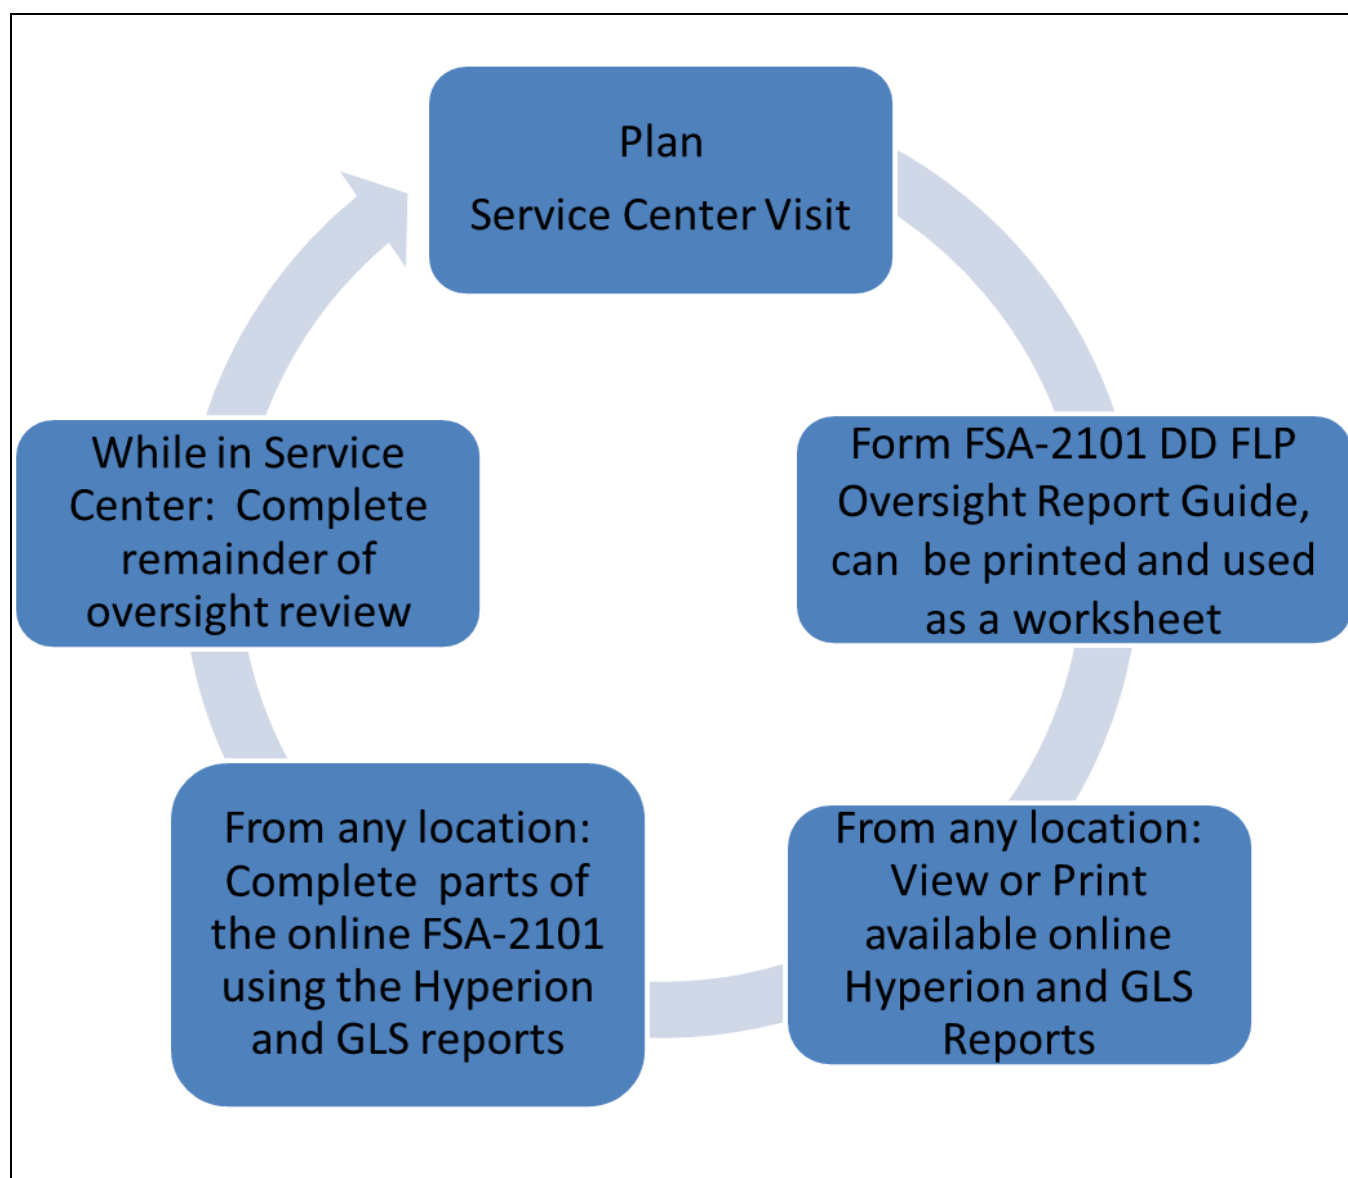 Plan
Service Center Visit
Form FSA-2101 DD FLP
Oversight Report Guide,
can  be printed and used
as a worksheet
From any location:
View or Print
available online
Hyperion and GLS
Reports
From any location:
Complete  parts of
the online FSA-2101
using the Hyperion
and GLS reports
While in Service
Center:  Complete
remainder of
oversight review